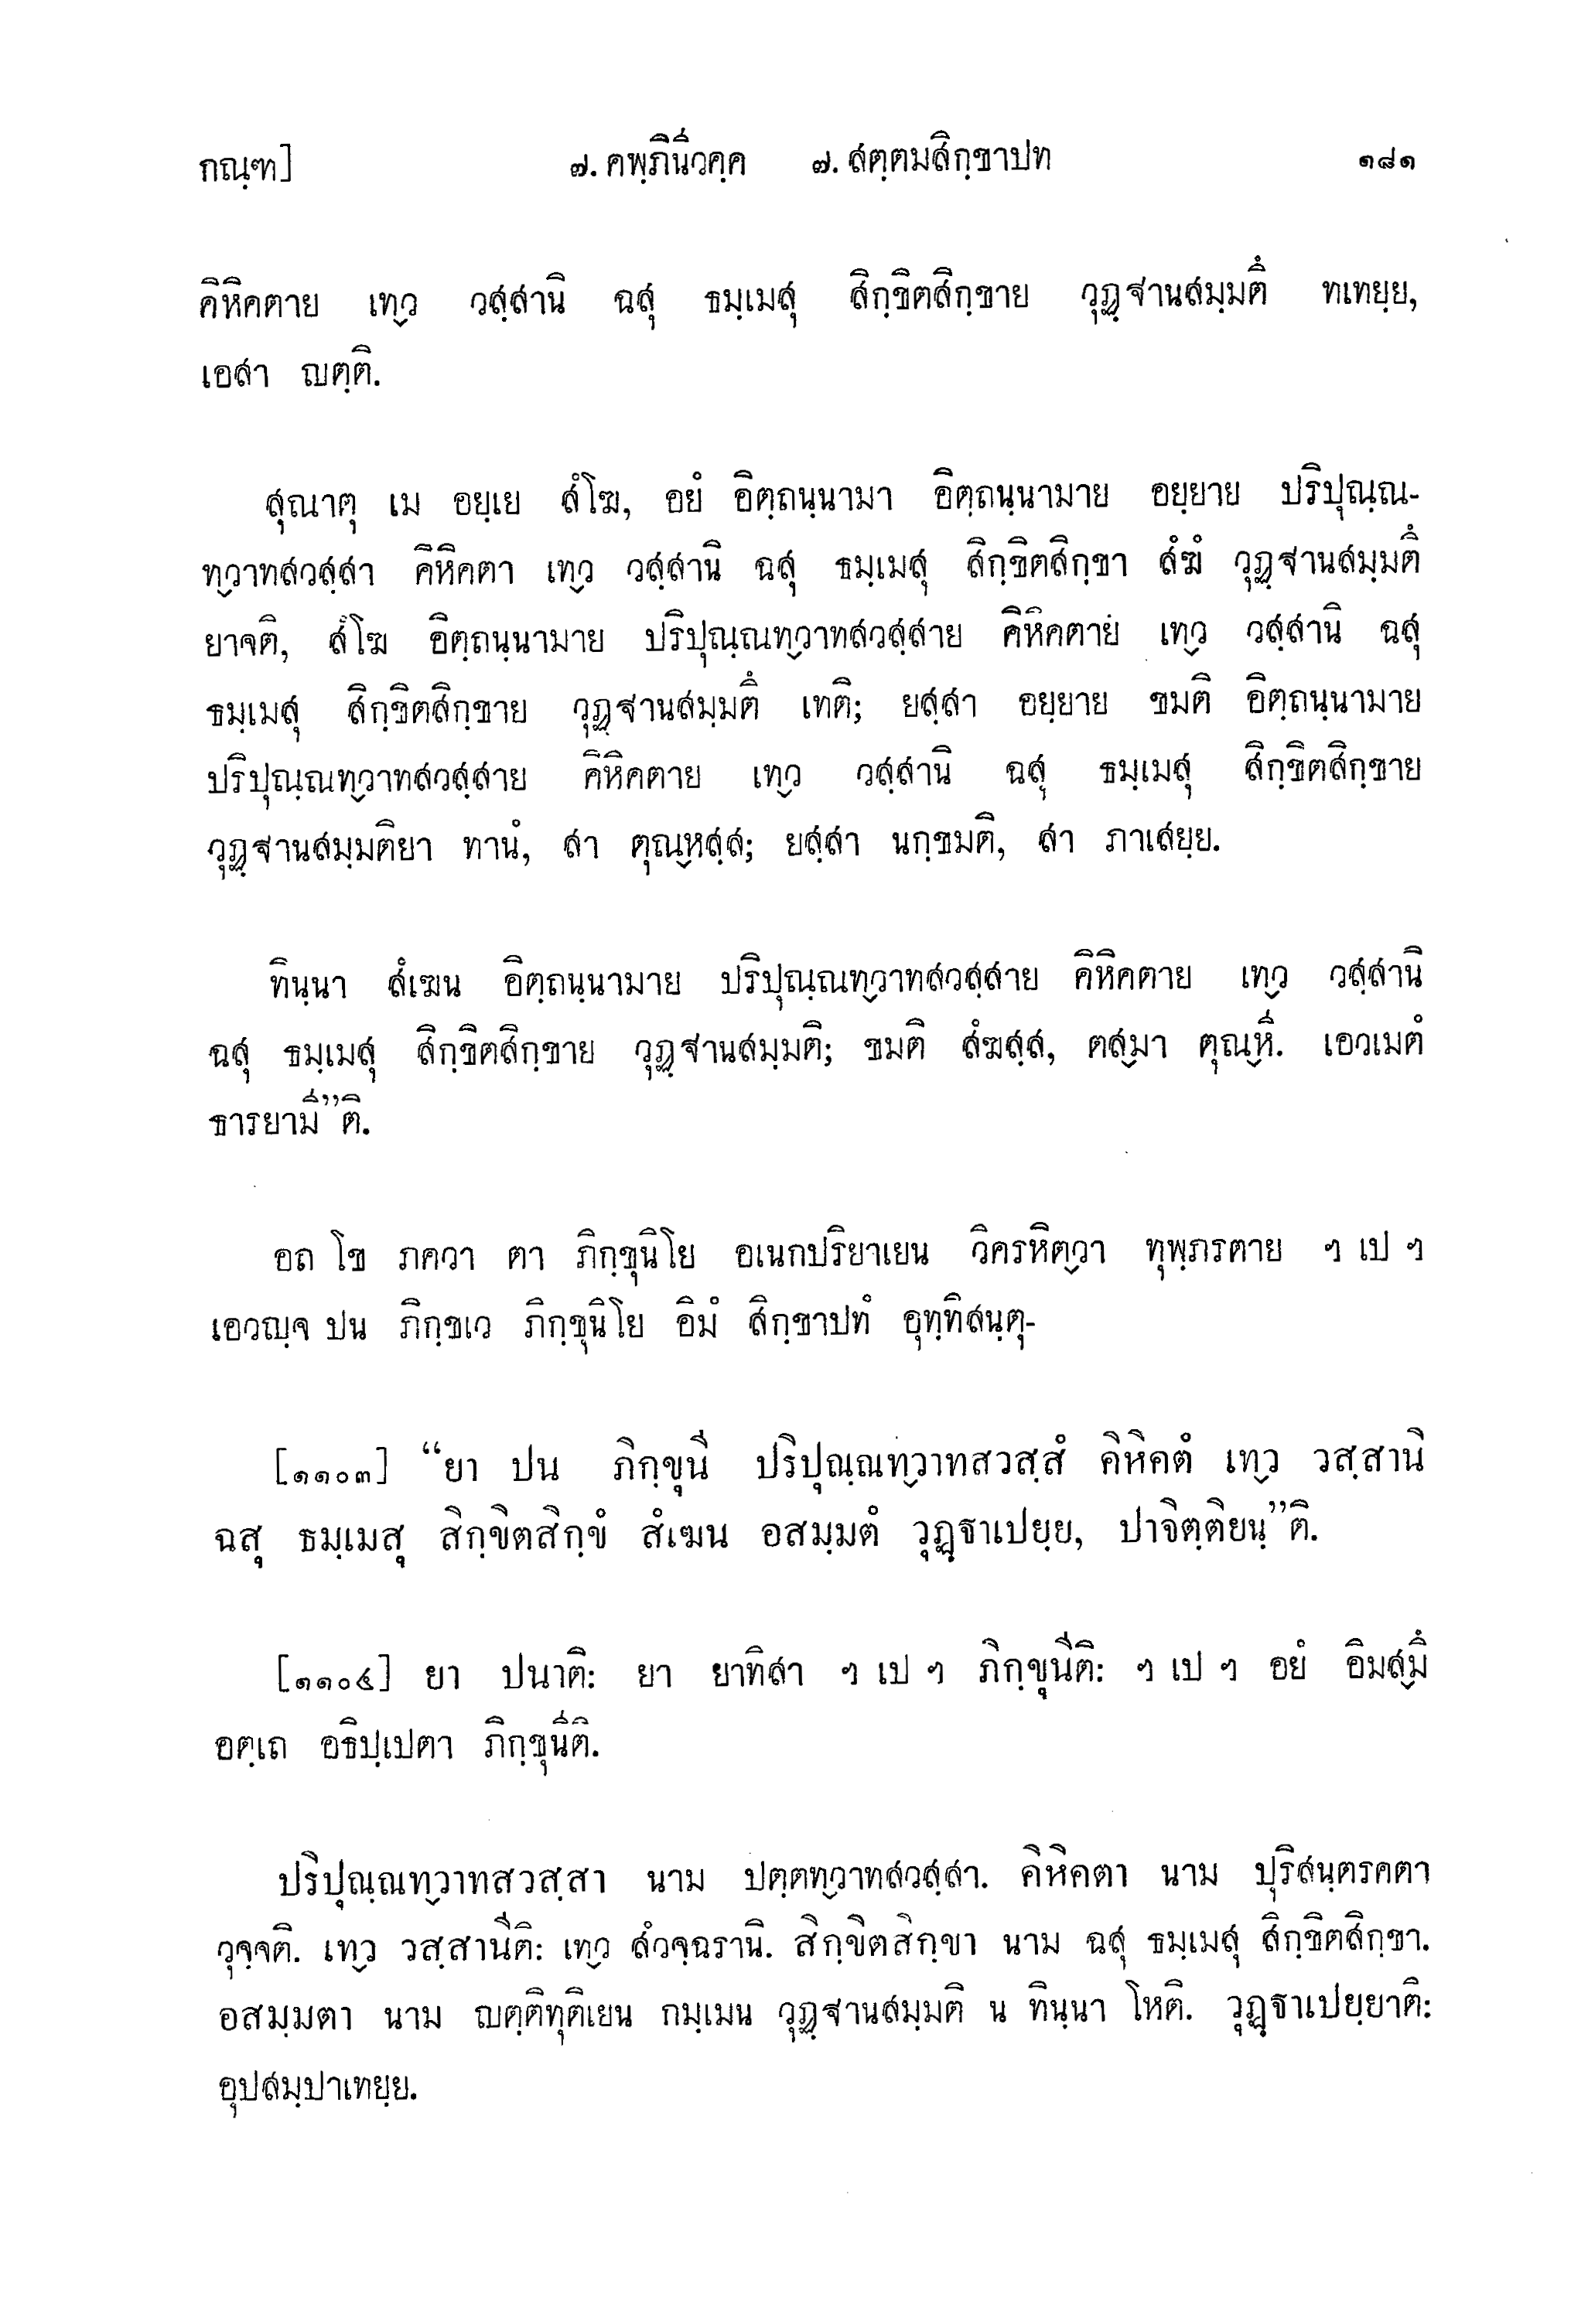 กณฺฑ] ๗. คพฺภินีวคฺค ๗. สตฺตมสิกฺขาปท ๑๘๑
คิหิคตาย เทฺว วสฺสานิ ฉสุ ธมฺเมสุ สิกฺขิตสิกฺขาย วุฏฺฐานสมฺมตึ ทเทยฺย,
เอสา ญตฺติ.
สุณาตุ เม อยฺเย สํโฆ, อยํ อิตฺถนฺนามา อิตฺถนฺนามาย อยฺยาย ปริปุณฺณ-
ทฺวาทสวสฺสา คิหิคตา เทฺว วสฺสานิ ฉสุ ธมฺเมสุ สิกฺขิตสิกฺขา สํฆํ วุฏฺฐานสมฺมตึ
ยาจติ, สํโฆ อิตฺถนฺนามาย ปริปุณฺณทฺวาทสวสฺสาย คิหิคตาย เทฺว วสฺสานิ ฉสุ
ธมฺเมสุ สิกฺขิตสิกฺขาย วุฏฺฐานสมฺมตึ เทติ; ยสฺสา อยฺยาย ขมติ อิตฺถนฺนามาย
ปริปุณฺณทฺวาทสวสฺสาย คิหิคตาย เทฺว วสฺสานิ ฉสุ ธมฺเมสุ สิกฺขิตสิกฺขาย
วุฏฺฐานสมฺมติยา ทานํ, สา ตุณฺหสฺส; ยสฺสา นกฺขมติ, สา ภาเสยฺย.
ทินฺนา สํเฆน อิตฺถนฺนามาย ปริปุณฺณทฺวาทสวสฺสาย คิหิคตาย เทฺว วสฺสานิ
ฉสุ ธมฺเมสุ สิกฺขิตสิกฺขาย วุฏฺฐานสมฺมติ; ขมติ สํฆสฺส, ตสฺมา ตุณฺหี. เอวเมตํ
ธารยามี”ติ.
อถ โข ภควา ตา ภิกฺขุนิโย อเนกปริยาเยน วิครหิตฺวา ทุพฺภรตาย ฯ เป ฯ
เอวญฺจ ปน ภิกฺขเว ภิกฺขุนิโย อิมํ สิกฺขาปทํ อุทฺทิสนฺตุ-
[๑๑๐๓] “ยา ปน ภิกฺขุนี ปริปุณฺณทฺวาทสวสฺสํ คิหิคตํ เทฺว วสฺสานิ
ฉสุ ธมฺเมสุ สิกฺขิตสิกฺขํ สํเฆน อสมฺมตํ วุฏฺฐาเปยฺย, ปาจิตฺติยนฺ”ติ.
[๑๑๐๔] ยา ปนาติ: ยา ยาทิสา ฯ เป ฯ ภิกฺขุนีติ: ฯ เป ฯ อยํ อิมสฺมึ
อตฺเถ อธิปฺเปตา ภิกฺขุนีติ.
ปริปุณฺณทฺวาทสวสฺสา นาม ปตฺตทฺวาทสวสฺสา. คิหิคตา นาม ปุริสนฺตรคตา
วุจฺจติ. เทฺว วสฺสานีติ: เทฺว สํวจฺฉรานิ. สิกฺขิตสิกฺขา นาม ฉสุ ธมฺเมสุ สิกฺขิตสิกฺขา.
อสมฺมตา นาม ญตฺติทุติเยน กมฺเมน วุฏฺฐานสมฺมติ น ทินฺนา โหติ. วุฏฺฐาเปยฺยาติ:
อุปสมฺปาเทยฺย.